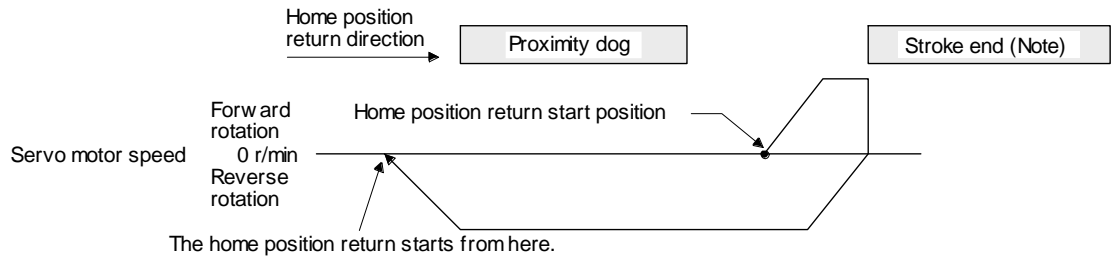 Home position
return direction
Proximity dog
Stroke end (Note)
Forward
rotation
Home position return start position
Servo motor speed
0 r/min
Reverse
rotation
The home position return starts from here.